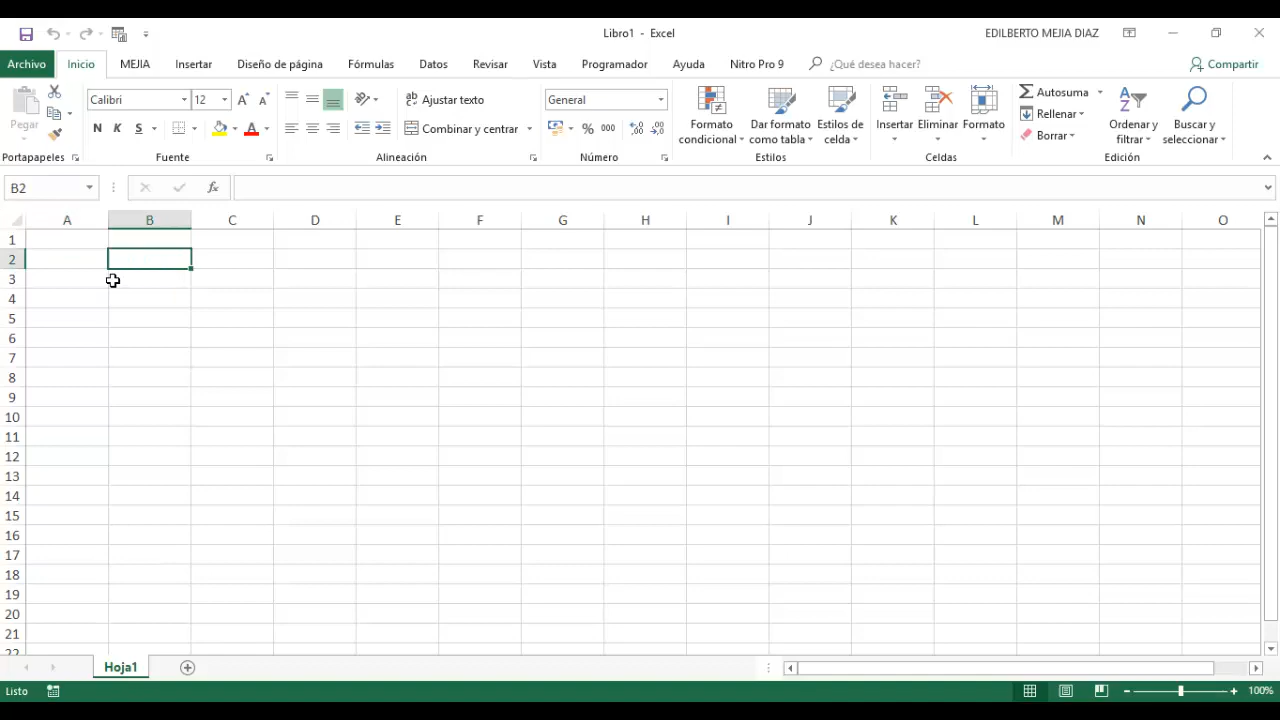 Libro1 - Excel
EDILBERTO MEJIA DIAZ
Archivo Inicio MEJIA Insertar Diseño de página Fórmulas Datos Revisar Vista Programador Ayuda Nitro Pro 9 ¿Qué desea hacer? Compartir
Pegar
Calibri 12
Ajustar texto
General
Formato condicional
Dar formato como tabla
Estilos de celda
Insertar Eliminar Formato
Autosuma
Rellenar
Borrar
Ordenar y filtrar
Buscar y seleccionar
N K S
Combinar y centrar
% 000
Portapapeles Fuente Alineación Número Estilos Celdas Edición
B2 fx
A B C D E F G H I J K L M N O
1
2
3
4
5
6
7
8
9
10
11
12
13
14
15
16
17
18
19
20
21
22
Hoja1
Listo 100%